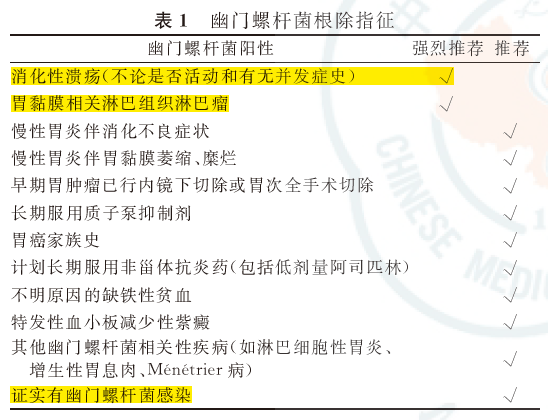 表 1 幽门螺杆菌根除指征
幽门螺杆菌阳性 强烈推荐 推荐
消化性溃疡(不论是否活动和有无并发症史) √
胃黏膜相关淋巴组织淋巴瘤 √
慢性胃炎伴消化不良症状 √
慢性胃炎伴胃黏膜萎缩、糜烂 √
早期胃肿瘤已行内镜下切除或胃次全手术切除 √
长期服用质子泵抑制剂 √
胃癌家族史 √
计划长期服用非甾体抗炎药(包括低剂量阿司匹林) √
不明原因的缺铁性贫血 √
特发性血小板减少性紫癜 √
其他幽门螺杆菌相关性疾病(如淋巴细胞性胃炎、
增生性胃息肉、Ménétrier 病) √
证实有幽门螺杆菌感染 √
CHINESE MEDIC